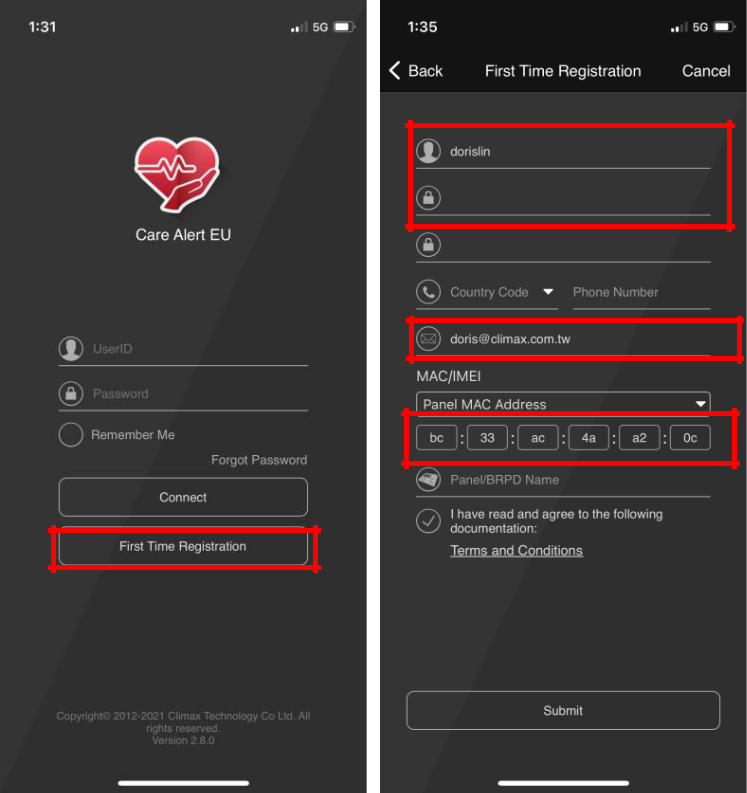 1:31
5G
Care Alert EU
UserID
Password
Remember Me
Forgot Password
Connect
First Time Registration
Copyright© 2012-2021 Climax Technology Co Ltd. All
rights reserved.
Version 2.8.0
1:35
5G
Back First Time Registration Cancel
dorislin
Country Code Phone Number
doris@climax.com.tw
MAC/IMEI
Panel MAC Address
bc : 33 : ac : 4a : a2 : 0c
Panel/BRPD Name
I have read and agree to the following
documentation:
Terms and Conditions
Submit